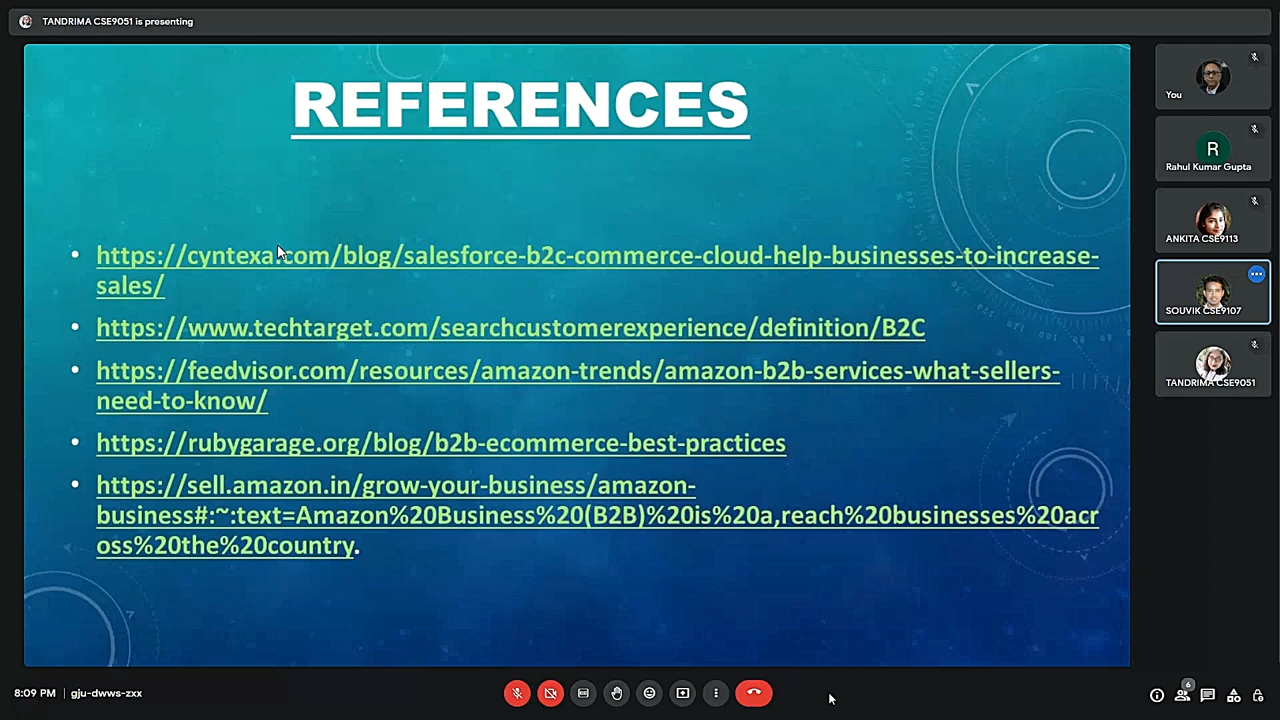 TANDRIMA CSE9051 is presenting
REFERENCES
• https://cyntexa.com/blog/salesforce-b2c-commerce-cloud-help-businesses-to-increase-
sales/
• https://www.techtarget.com/searchcustomerexperience/definition/B2C
• https://feedvisor.com/resources/amazon-trends/amazon-b2b-services-what-sellers-
need-to-know/
• https://rubygarage.org/blog/b2b-ecommerce-best-practices
• https://sell.amazon.in/grow-your-business/amazon-
business#:~:text=Amazon%20Business%20(B2B)%20is%20a,reach%20businesses%20acr
oss%20the%20country.
You
R
Rahul Kumar Gupta
ANKITA CSE9113
SOUVIK CSE9107
TANDRIMA CSE9051
8:09 PM | gju-dwws-zxx
6